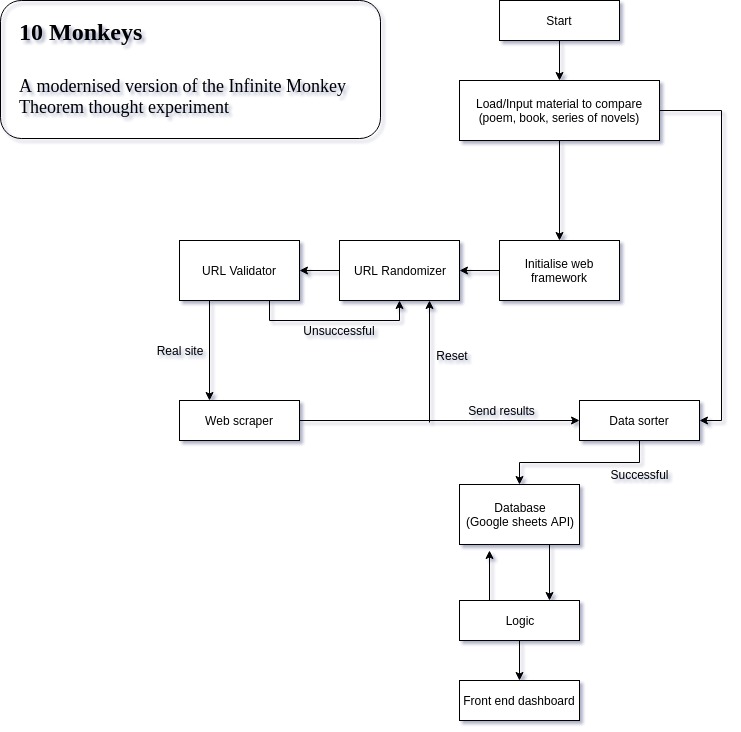 10 Monkeys
A modernised version of the Infinite Monkey
Theorem thought experiment
Start
Load/Input material to compare
(poem, book, series of novels)
URL Validator
URL Randomizer
Initialise web
framework
Unsuccessful
Real site
Reset
Web scraper
Send results
Data sorter
Successful
Database
(Google sheets API)
Logic
Front end dashboard